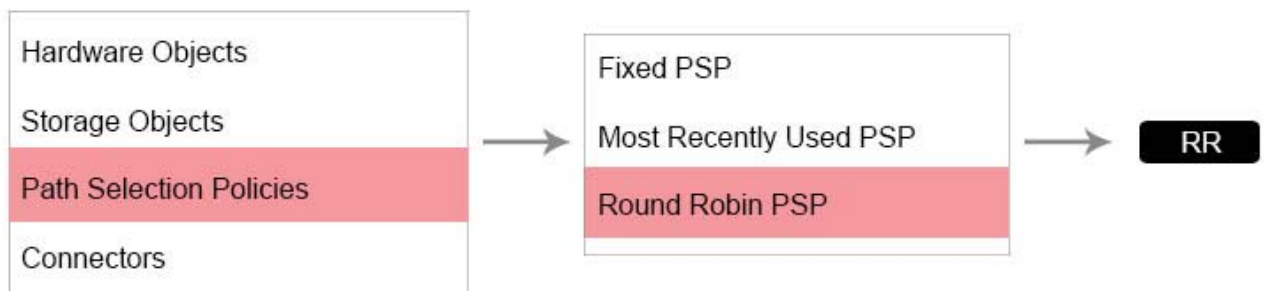 Hardware Objects
Storage Objects
Path Selection Policies
Connectors
Fixed PSP
Most Recently Used PSP
Round Robin PSP
RR